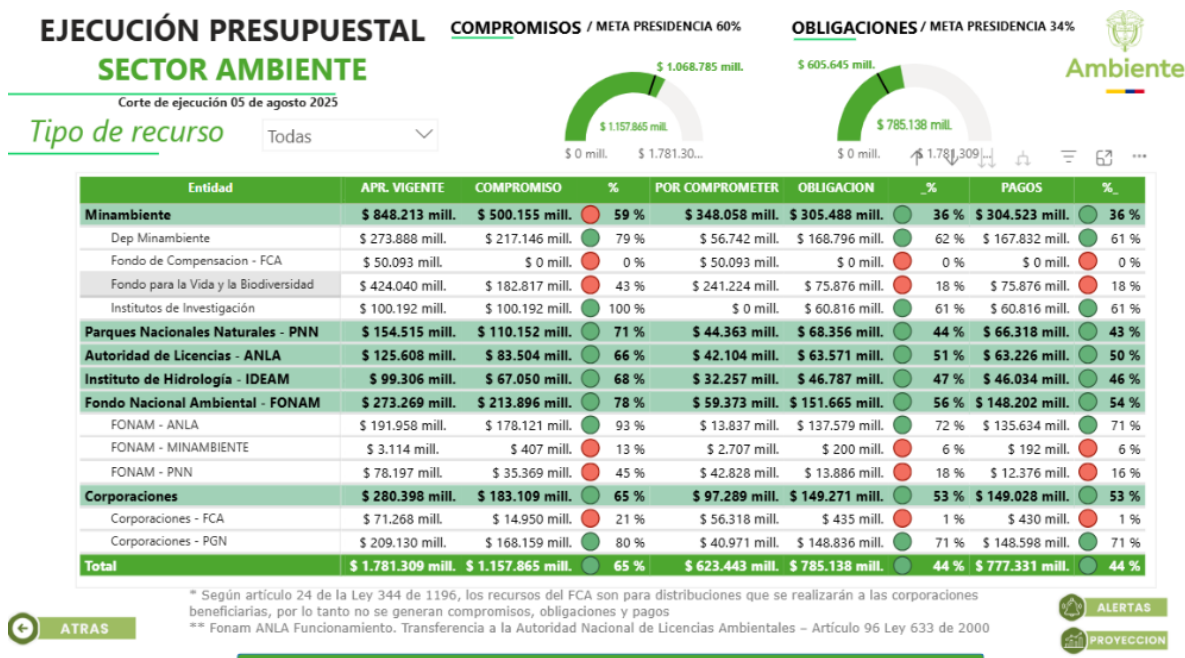 EJECUCIÓN PRESUPUESTAL
SECTOR AMBIENTE
Corte de ejecución 05 de agosto 2025
COMPROMISOS / META PRESIDENCIA 60%
$ 1.068.785 mill.
$ 1.157.865 mill.
$ 0 mill. $ 1.781.30...
OBLIGACIONES / META PRESIDENCIA 34%
$ 605.645 mill.
$ 785.138 mill.
$ 0 mill. $ 1.781.309 ...
Ambiente
Tipo de recurso Todas
Entidad APR. VIGENTE COMPROMISO % POR COMPROMETER OBLIGACION _% PAGOS %_
Minambiente $ 848.213 mill. $ 500.155 mill. 59 % $ 348.058 mill. $ 305.488 mill. 36 % $ 304.523 mill. 36 %
Dep Minambiente $ 273.888 mill. $ 217.146 mill. 79 % $ 56.742 mill. $ 168.796 mill. 62 % $ 167.832 mill. 61 %
Fondo de Compensacion - FCA $ 50.093 mill. $ 0 mill. 0 % $ 50.093 mill. $ 0 mill. 0 % $ 0 mill. 0 %
Fondo para la Vida y la Biodiversidad $ 424.040 mill. $ 182.817 mill. 43 % $ 241.224 mill. $ 75.876 mill. 18 % $ 75.876 mill. 18 %
Institutos de Investigación $ 100.192 mill. $ 100.192 mill. 100 % $ 0 mill. $ 60.816 mill. 61 % $ 60.816 mill. 61 %
Parques Nacionales Naturales - PNN $ 154.515 mill. $ 110.152 mill. 71 % $ 44.363 mill. $ 68.356 mill. 44 % $ 66.318 mill. 43 %
Autoridad de Licencias - ANLA $ 125.608 mill. $ 83.504 mill. 66 % $ 42.104 mill. $ 63.571 mill. 51 % $ 63.226 mill. 50 %
Instituto de Hidrología - IDEAM $ 99.306 mill. $ 67.050 mill. 68 % $ 32.257 mill. $ 46.787 mill. 47 % $ 46.034 mill. 46 %
Fondo Nacional Ambiental - FONAM $ 273.269 mill. $ 213.896 mill. 78 % $ 59.373 mill. $ 151.665 mill. 56 % $ 148.202 mill. 54 %
FONAM - ANLA $ 191.958 mill. $ 178.121 mill. 93 % $ 13.837 mill. $ 137.579 mill. 72 % $ 135.634 mill. 71 %
FONAM - MINAMBIENTE $ 3.114 mill. $ 407 mill. 13 % $ 2.707 mill. $ 200 mill. 6 % $ 192 mill. 6 %
FONAM - PNN $ 78.197 mill. $ 35.369 mill. 45 % $ 42.828 mill. $ 13.886 mill. 18 % $ 12.376 mill. 16 %
Corporaciones $ 280.398 mill. $ 183.109 mill. 65 % $ 97.289 mill. $ 149.271 mill. 53 % $ 149.028 mill. 53 %
Corporaciones - FCA $ 71.268 mill. $ 14.950 mill. 21 % $ 56.318 mill. $ 435 mill. 1 % $ 430 mill. 1 %
Corporaciones - PGN $ 209.130 mill. $ 168.159 mill. 80 % $ 40.971 mill. $ 148.836 mill. 71 % $ 148.598 mill. 71 %
Total $ 1.781.309 mill. $ 1.157.865 mill. 65 % $ 623.443 mill. $ 785.138 mill. 44 % $ 777.331 mill. 44 %
* Según artículo 24 de la Ley 344 de 1196, los recursos del FCA son para distribuciones que se realizarán a las corporaciones
beneficiarias, por lo tanto no se generan compromisos, obligaciones y pagos
** Fonam ANLA Funcionamiento. Transferencia a la Autoridad Nacional de Licencias Ambientales – Artículo 96 Ley 633 de 2000
ATRAS
ALERTAS
PROYECCION